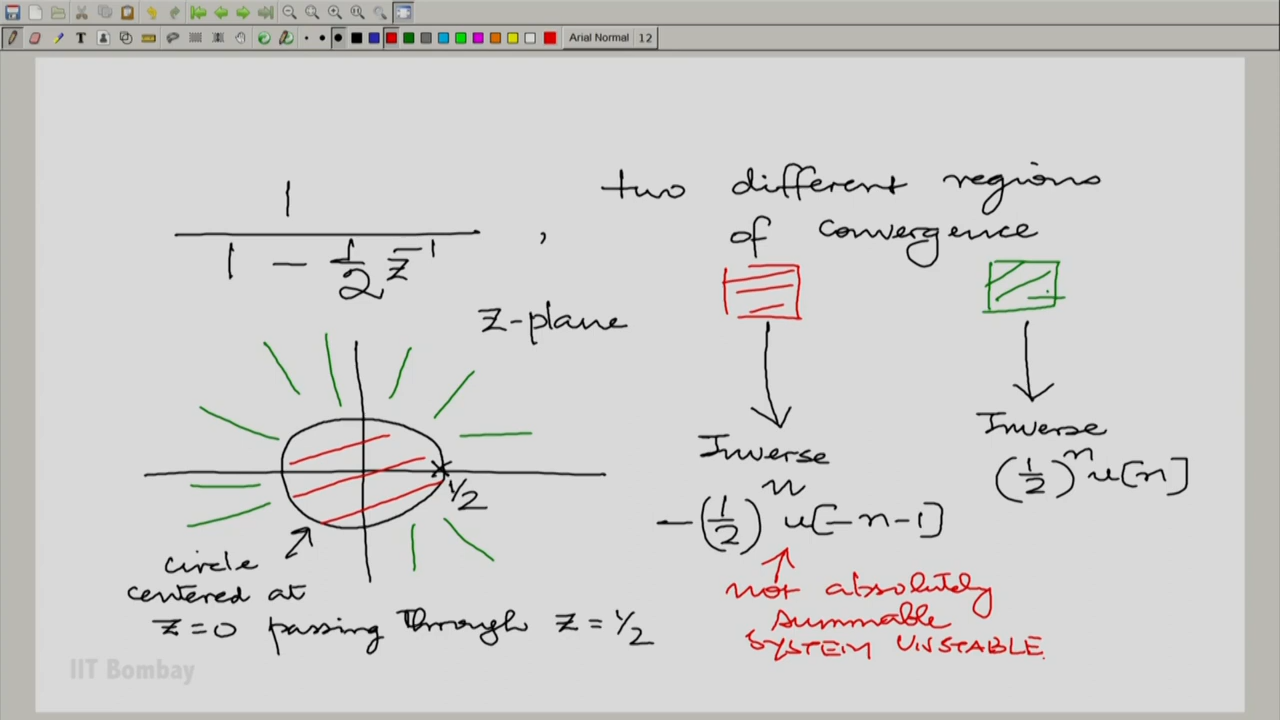 T
Arial Normal 12
1
1 - 1/2 z^-1 ,
two different regions
of convergence
z-plane
1/2
circle
centered at
z=0 passing through z = 1/2
Inverse
-(1/2)^n u[-n-1]
not absolutely
summable
SYSTEM UNSTABLE.
Inverse
(1/2)^n u[n]
IIT Bombay